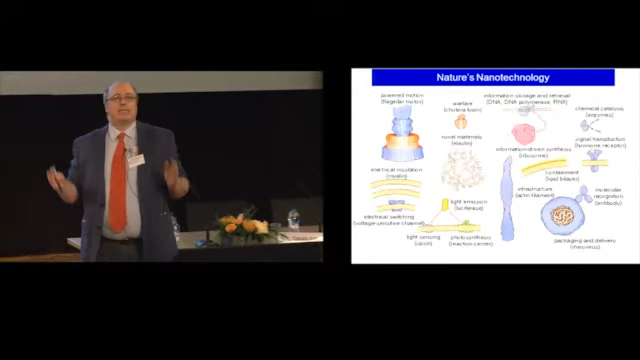 Nature's Nanotechnology
powered motion
(flagellar motor)
warfare
(cholera toxin)
information storage and retrieval
(DNA, DNA polymerase, RNA)
chemical catalysis
(enzymes)
novel materials
(elastin)
signal transduction
(hormone receptor)
information-driven synthesis
(ribosome)
electrical insulation
(myelin)
containment
(lipid bilayer)
light emission
(luciferase)
infrastructure
(actin filament)
molecular
recognition
(antibody)
electrical switching
(voltage-sensitive channel)
light sensing
(opsin)
photosynthesis
(reaction center)
packaging and delivery
(rhinovirus)